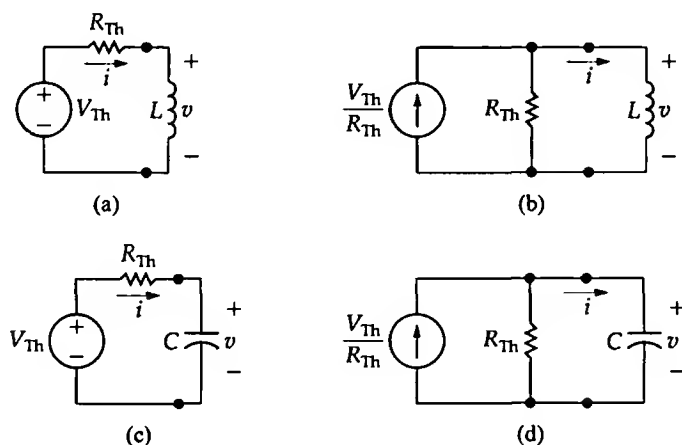 R_Th
i
+
−
V_Th
L
+
v
−
(a)
V_Th
R_Th
R_Th
i
L
+
v
−
(b)
R_Th
i
V_Th
+
−
C
+
v
−
(c)
V_Th
R_Th
R_Th
i
C
+
v
−
(d)